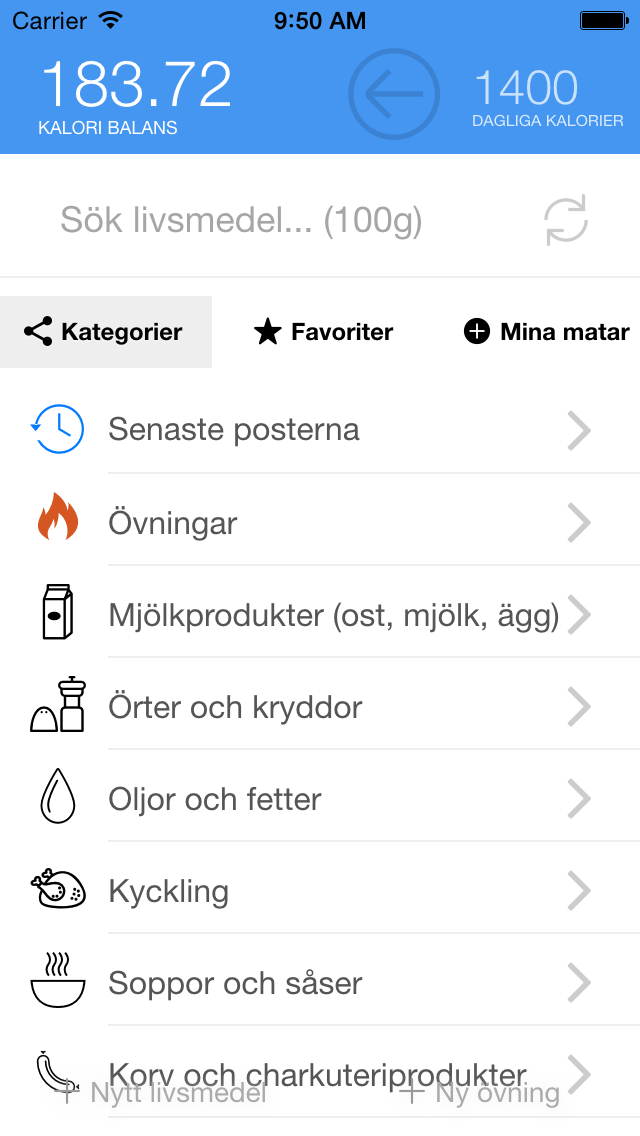 Carrier 9:50 AM
183.72
KALORI BALANS
1400
DAGLIGA KALORIER
Sök livsmedel... (100g)
Kategorier Favoriter Mina matar
Senaste posterna
Övningar
Mjölkprodukter (ost, mjölk, ägg)
Örter och kryddor
Oljor och fetter
Kyckling
Soppor och såser
Korv och charkuteriprodukter
Nytt livsmedel Ny övning